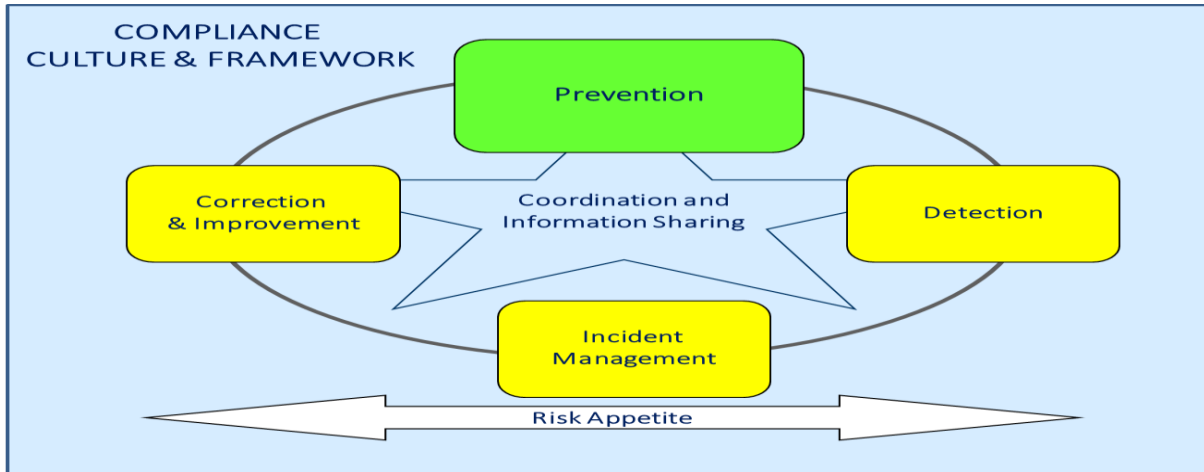 COMPLIANCE
CULTURE & FRAMEWORK
Prevention
Correction
& Improvement
Coordination and
Information Sharing
Detection
Incident
Management
Risk Appetite